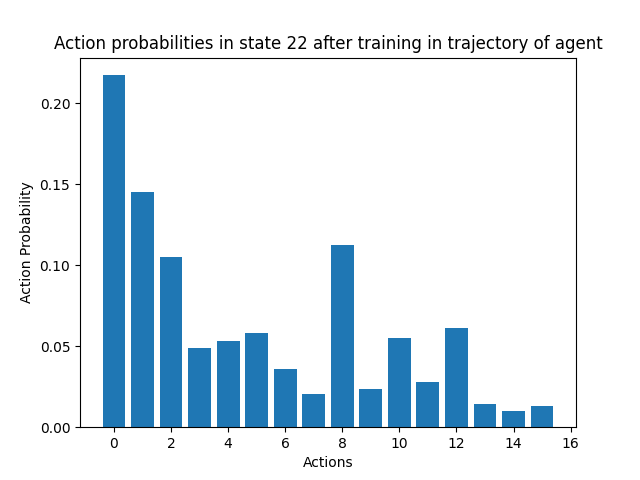 Action probabilities in state 22 after training in trajectory of agent
0.20
0.15
0.10
0.05
0.00
Action Probability
0 2 4 6 8 10 12 14 16
Actions